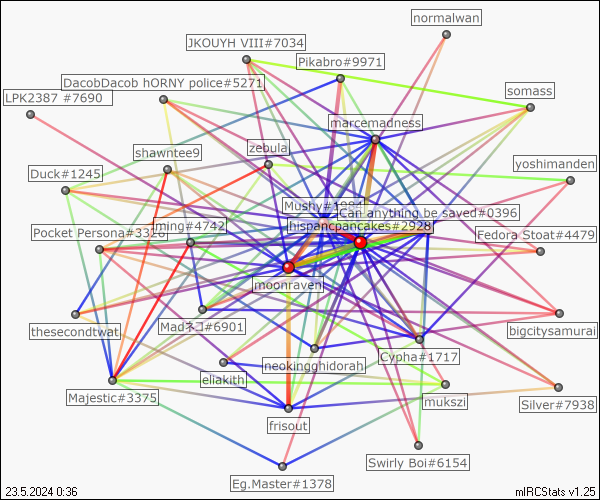 normalwan
JKOUYH VIII#7034
Pikabro#9971
DacobDacob hORNY police#5271
somass
LPK2387 #7690
marcemadness
zebula
shawntee9
yoshimanden
Duck#1245
Mushy#1984
Can anything be saved#0396
ming#4742
hispancpancakes#2928
Pocket Persona#3326
Fedora Stoat#4479
moonraven
thesecondtwat
Madネコ#6901
bigcitysamurai
Cypha#1717
neokingghidorah
eliakith
Majestic#3375
mukszi
Silver#7938
frisout
Swirly Boi#6154
Eg.Master#1378
23.5.2024 0:36
mIRCStats v1.25